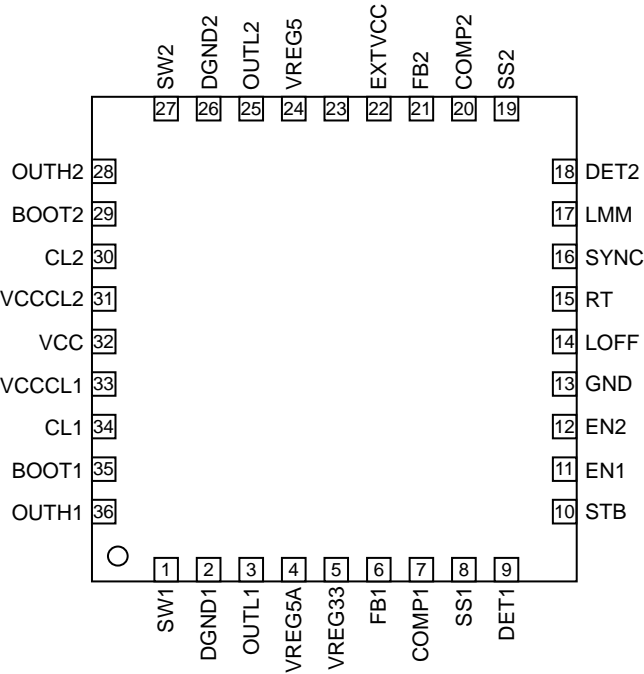 SW2
DGND2
OUTL2
VREG5
EXTVCC
FB2
COMP2
SS2
27 26 25 24 23 22 21 20 19
OUTH2 28
18 DET2
BOOT2 29
17 LMM
CL2 30
16 SYNC
VCCCL2 31
15 RT
VCC 32
14 LOFF
VCCCL1 33
13 GND
CL1 34
12 EN2
BOOT1 35
11 EN1
OUTH1 36
10 STB
1 2 3 4 5 6 7 8 9
SW1
DGND1
OUTL1
VREG5A
VREG33
FB1
COMP1
SS1
DET1